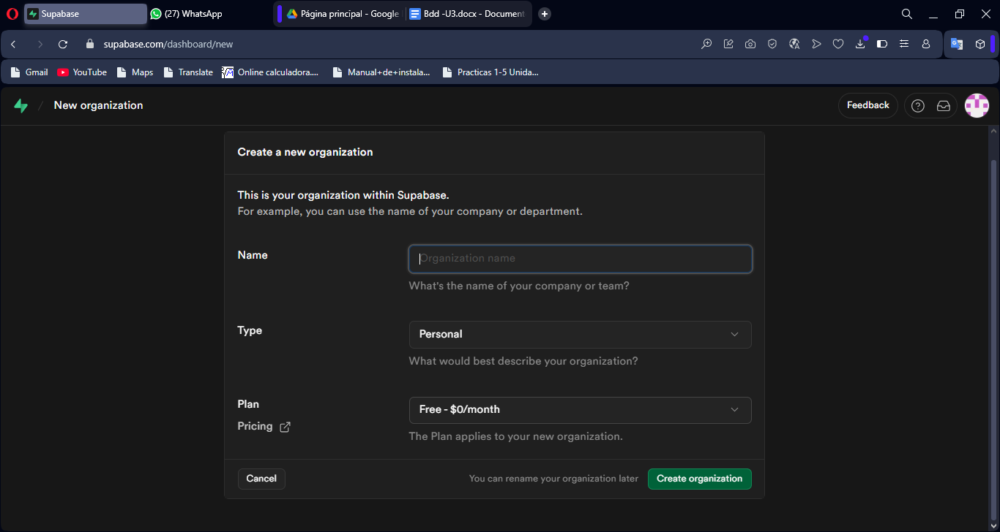 Supabase
(27) WhatsApp
Página principal - Google
Bdd -U3.docx - Document
supabase.com/dashboard/new
Gmail
YouTube
Maps
Translate
Online calculadora....
Manual+de+instala...
Practicas 1-5 Unida...
New organization
Feedback
Create a new organization
This is your organization within Supabase.
For example, you can use the name of your company or department.
Name
Organization name
What's the name of your company or team?
Type
Personal
What would best describe your organization?
Plan
Free - $0/month
Pricing
The Plan applies to your new organization.
Cancel
You can rename your organization later
Create organization